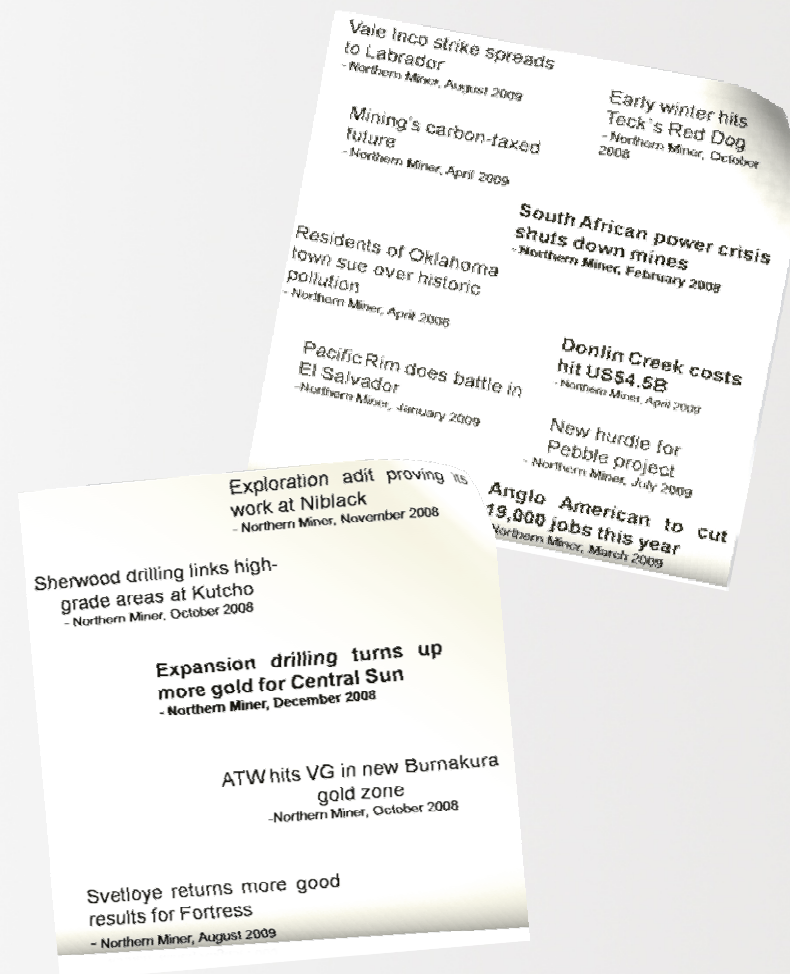 Vale Inco strike spreads
to Labrador
- Northern Miner, August 2009
Early winter hits
Teck's Red Dog
- Northern Miner, October
2008
Mining's carbon-taxed
future
- Northern Miner, April 2009
South African power crisis
shuts down mines
- Northern Miner, February 2008
Residents of Oklahoma
town sue over historic
pollution
- Northern Miner, April 2008
Donlin Creek costs
hit US$4.5B
- Northern Miner, April 2009
Pacific Rim does battle in
El Salvador
-Northern Miner, January 2009
New hurdle for
Pebble project
- Northern Miner, July 2009
Anglo American to cut
19,000 jobs this year
Northern Miner, March 2009
Exploration adit proving its
work at Niblack
- Northern Miner, November 2008
Sherwood drilling links high-
grade areas at Kutcho
- Northern Miner, October 2008
Expansion drilling turns up
more gold for Central Sun
- Northern Miner, December 2008
ATW hits VG in new Burnakura
gold zone
-Northern Miner, October 2008
Svetloye returns more good
results for Fortress
- Northern Miner, August 2009